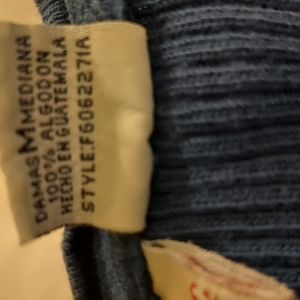 DAMAS M MEDIANA
100% ALGODON
HECHO EN GUATEMALA
STYLE:F606227IA